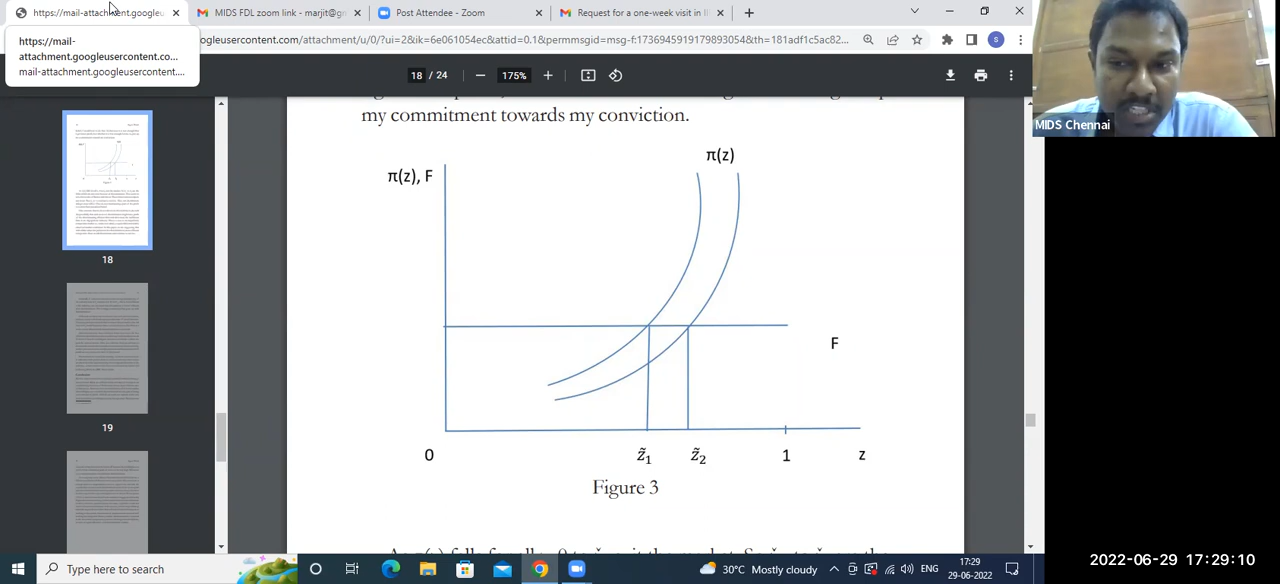 https://mail-attachment.googleu
MIDS FDL zoom link - marjit@gm
Post Attendee - Zoom
Request for a one-week visit in II
https://mail-
attachment.googleusercontent.co...
mail-attachment.googleusercontent....
ogleusercontent.com/attachment/u/0/?ui=2&ik=6e061054ec&attid=0.1&permmsgid=msg-f:1736945919179893054&th=181adf1c5ac82...
S
18 / 24
175%
MIDS Chennai
my commitment towards my conviction.
π(z)
π(z), F
F
0
z̃1
z̃2
1
z
Figure 3
18
19
Type here to search
30°C Mostly cloudy
ENG
17:29
29-06-2022
2022-06-29 17:29:10